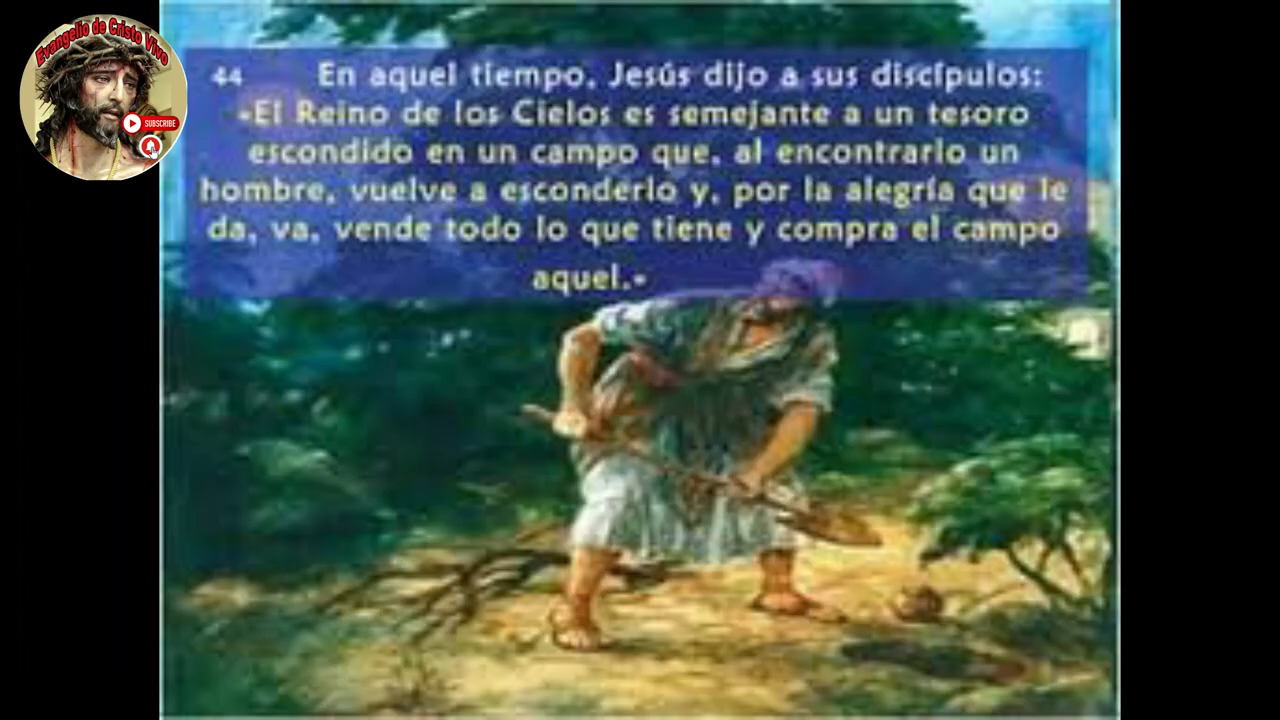 Evangelio de Cristo Vivo
SUBSCRIBE
44 En aquel tiempo, Jesús dijo a sus discípulos:
«El Reino de los Cielos es semejante a un tesoro
escondido en un campo que, al encontrarlo un
hombre, vuelve a esconderlo y, por la alegría que le
da, va, vende todo lo que tiene y compra el campo
aquel.»